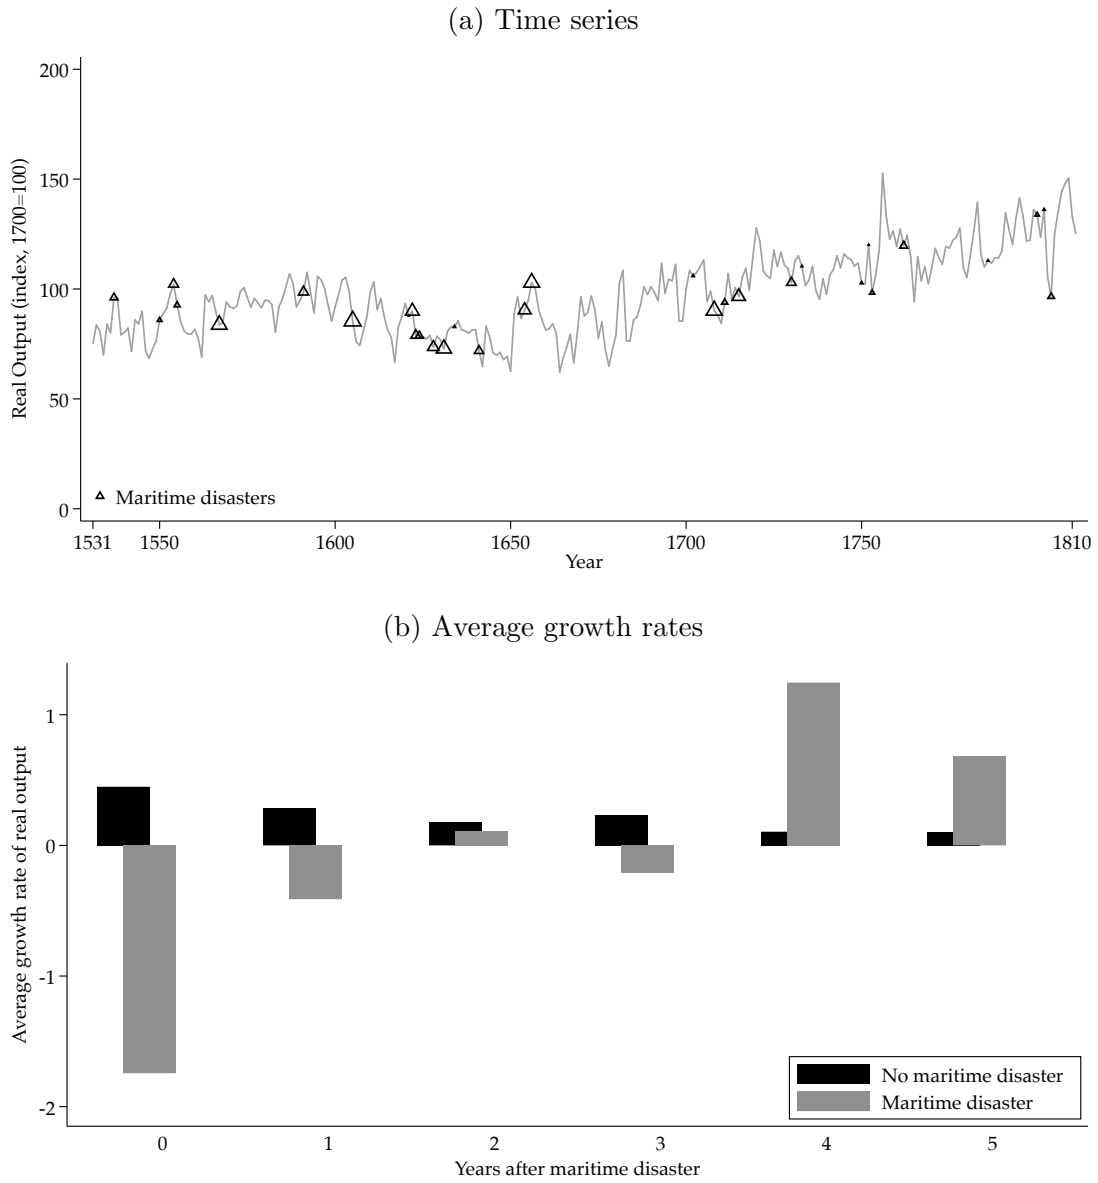 (a) Time series
200
150
100
50
0
Real Output (index, 1700=100)
Maritime disasters
1531 1550 1600 1650 1700 1750 1810
Year
(b) Average growth rates
1
0
-1
-2
Average growth rate of real output
No maritime disaster
Maritime disaster
0 1 2 3 4 5
Years after maritime disaster